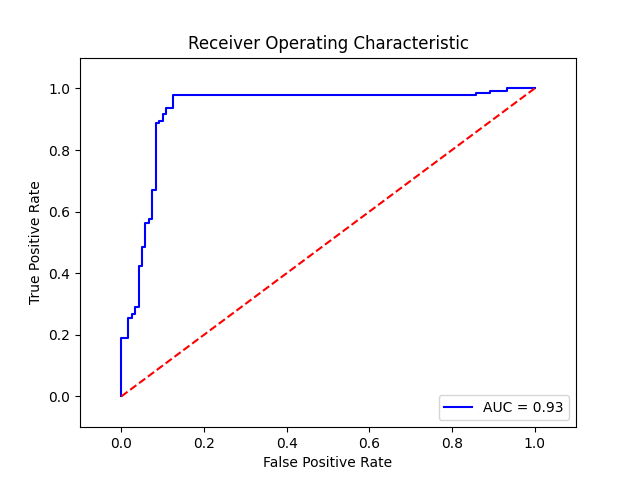 Receiver Operating Characteristic
True Positive Rate
1.0
0.8
0.6
0.4
0.2
0.0
0.0 0.2 0.4 0.6 0.8 1.0
False Positive Rate
AUC = 0.93